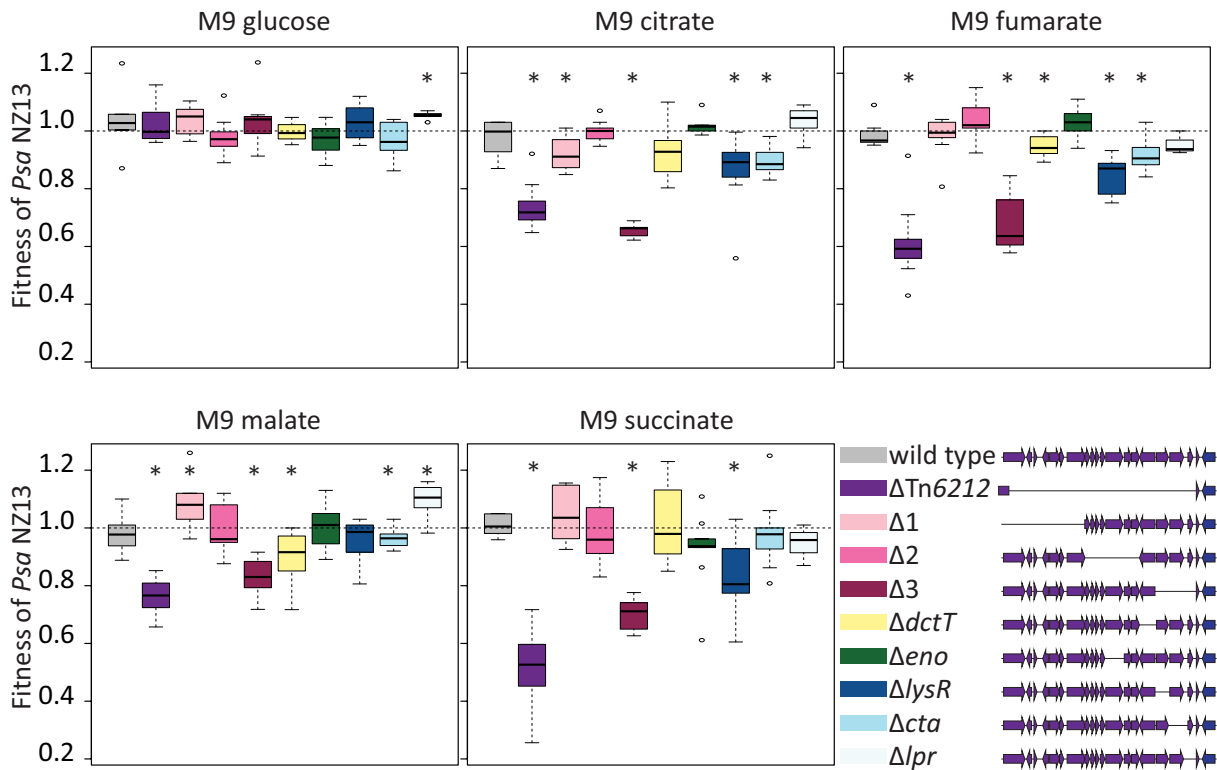 M9 glucose
M9 citrate
M9 fumarate
Fitness of Psa NZ13
1.2
1.0
0.8
0.6
0.4
0.2
*
* * * * *
* * * * *
M9 malate
M9 succinate
Fitness of Psa NZ13
1.2
1.0
0.8
0.6
0.4
0.2
* * * * * *
* * *
wild type
ΔTn6212
Δ1
Δ2
Δ3
ΔdctT
Δeno
ΔlysR
Δcta
Δlpr